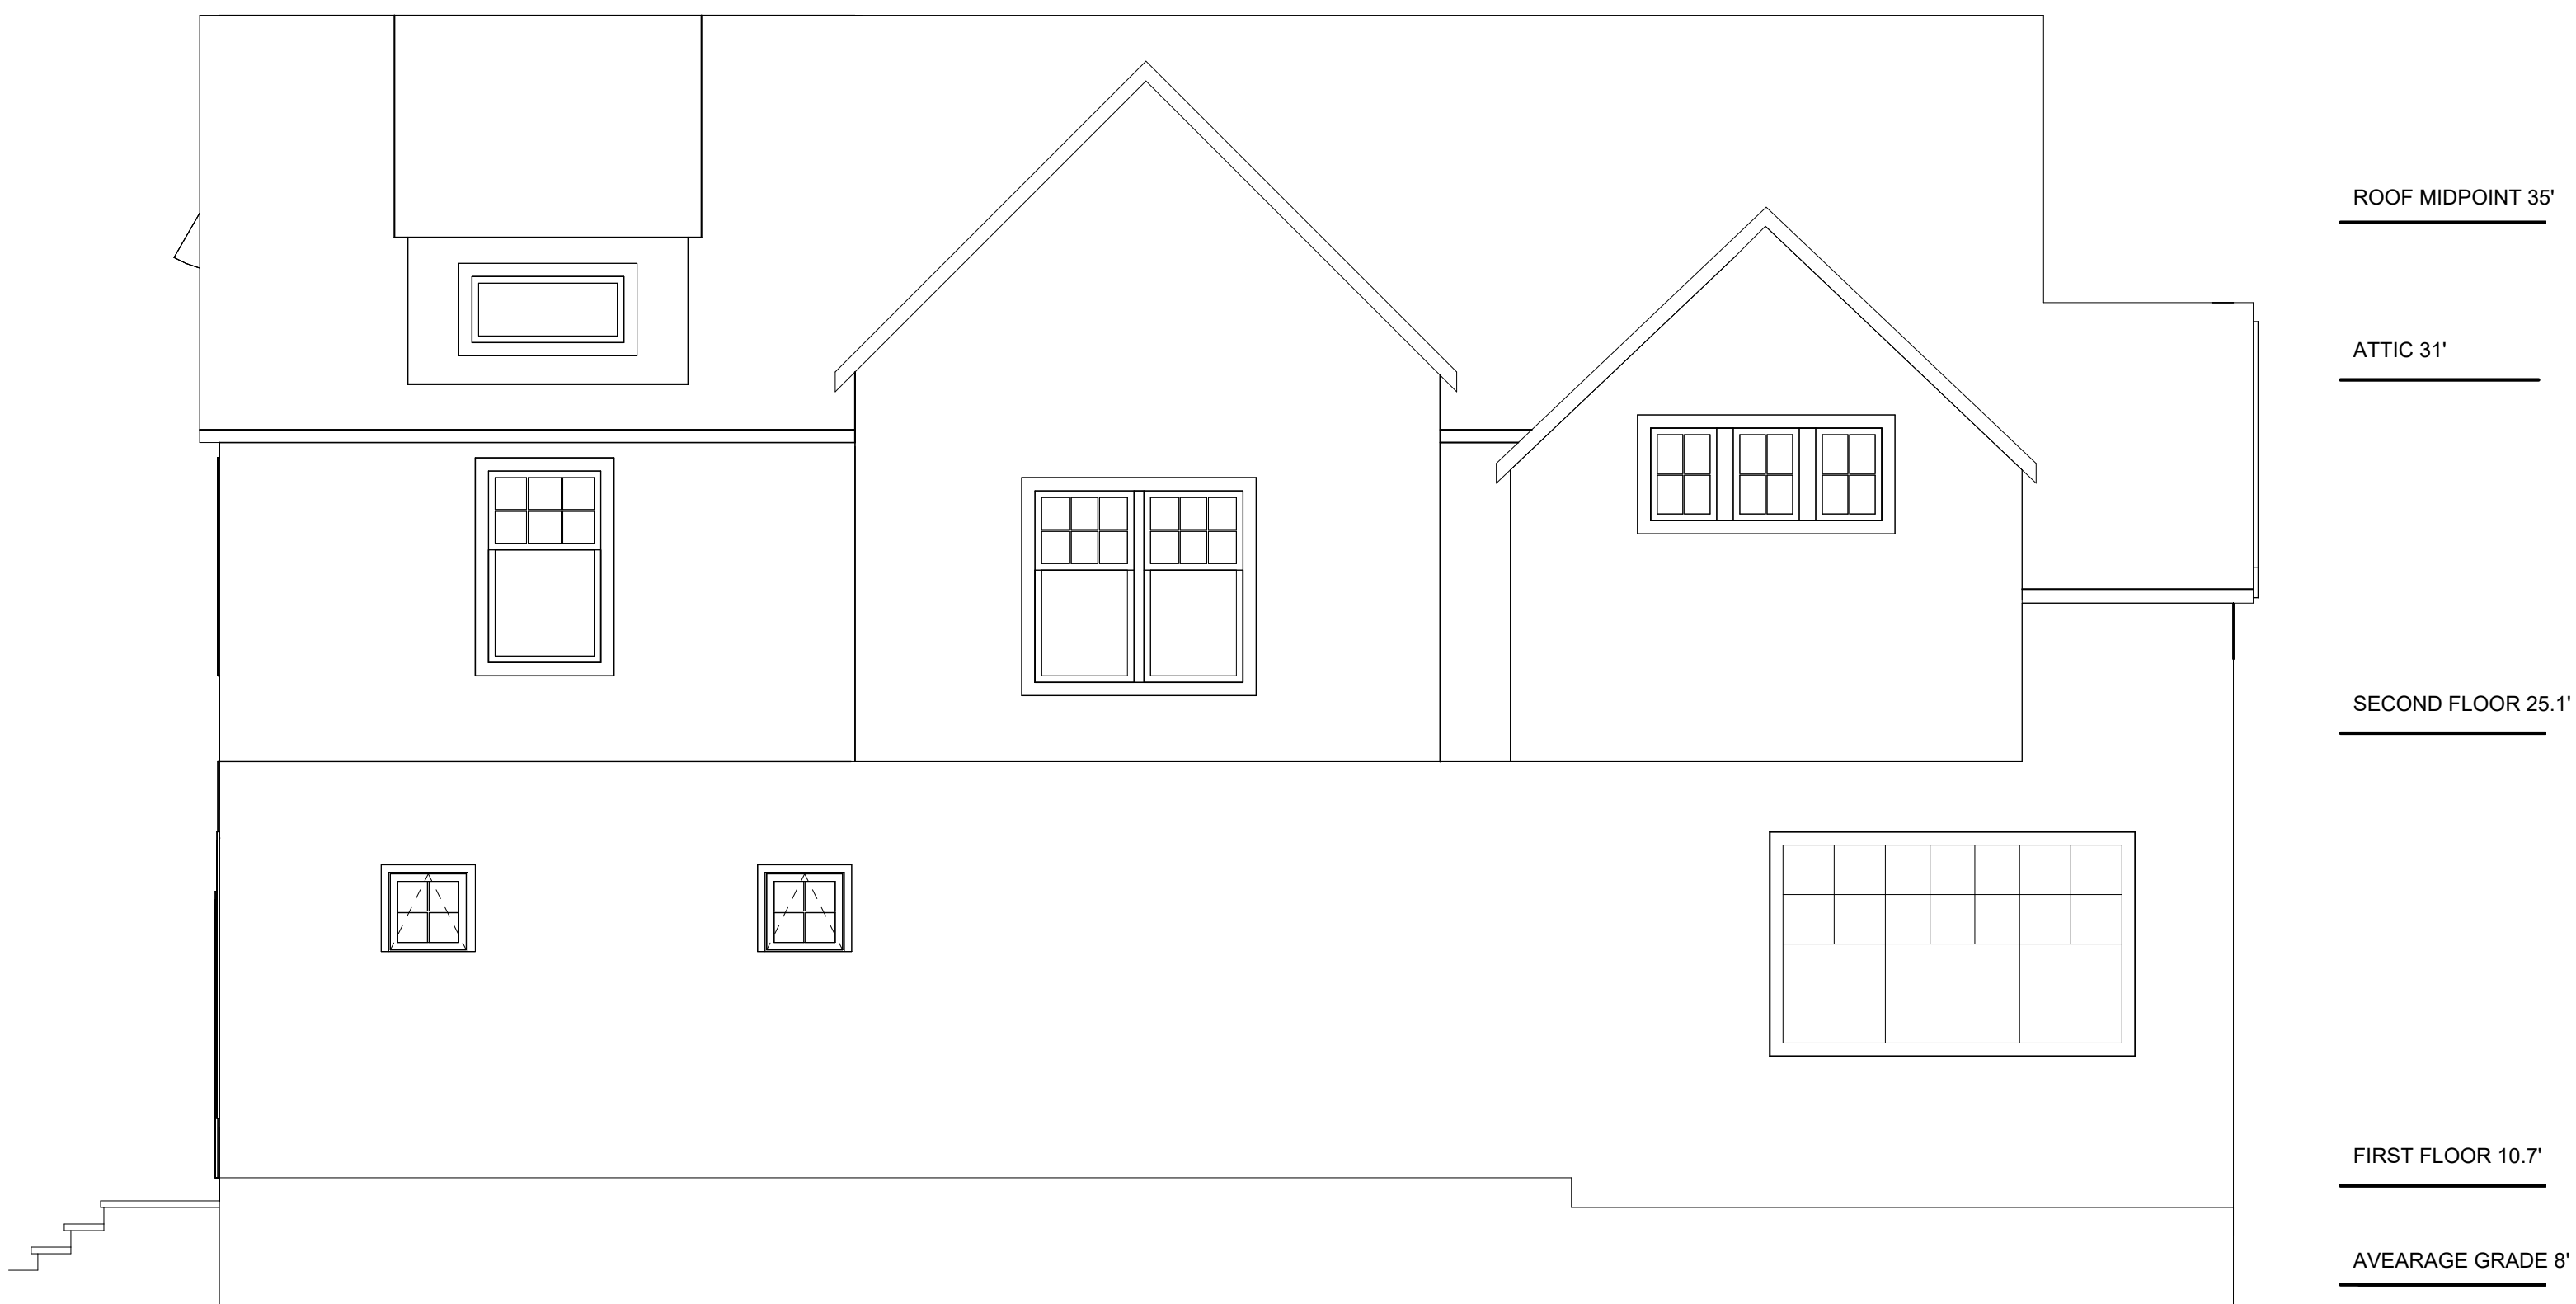 ROOF MIDPOINT 35'
ATTIC 31'
SECOND FLOOR 25.1'
FIRST FLOOR 10.7'
AVEARAGE GRADE 8'